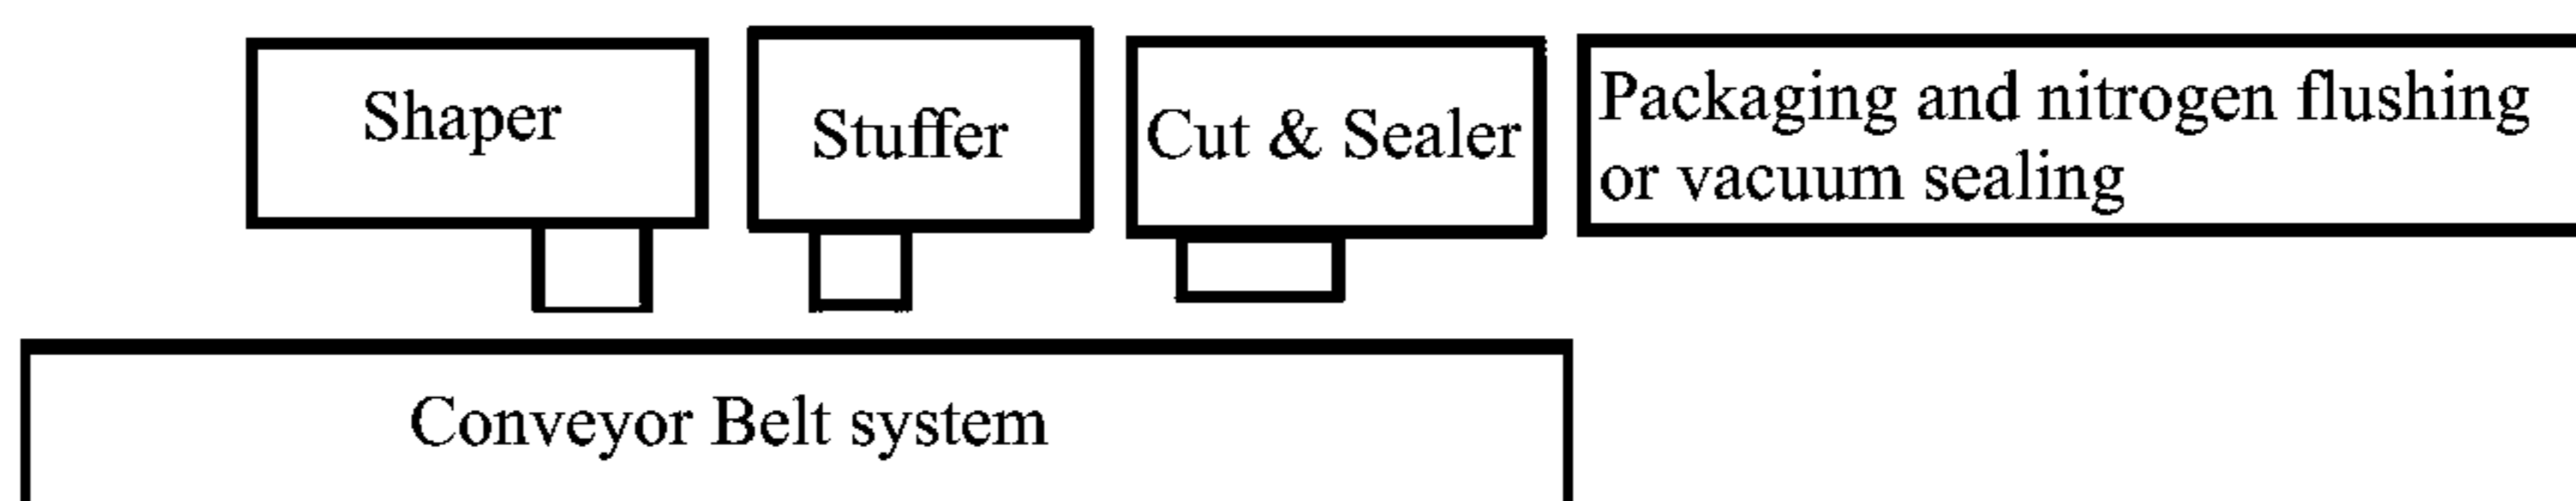 Shaper
Stuffer
Cut & Sealer
Packaging and nitrogen flushing
or vacuum sealing
Conveyor Belt system